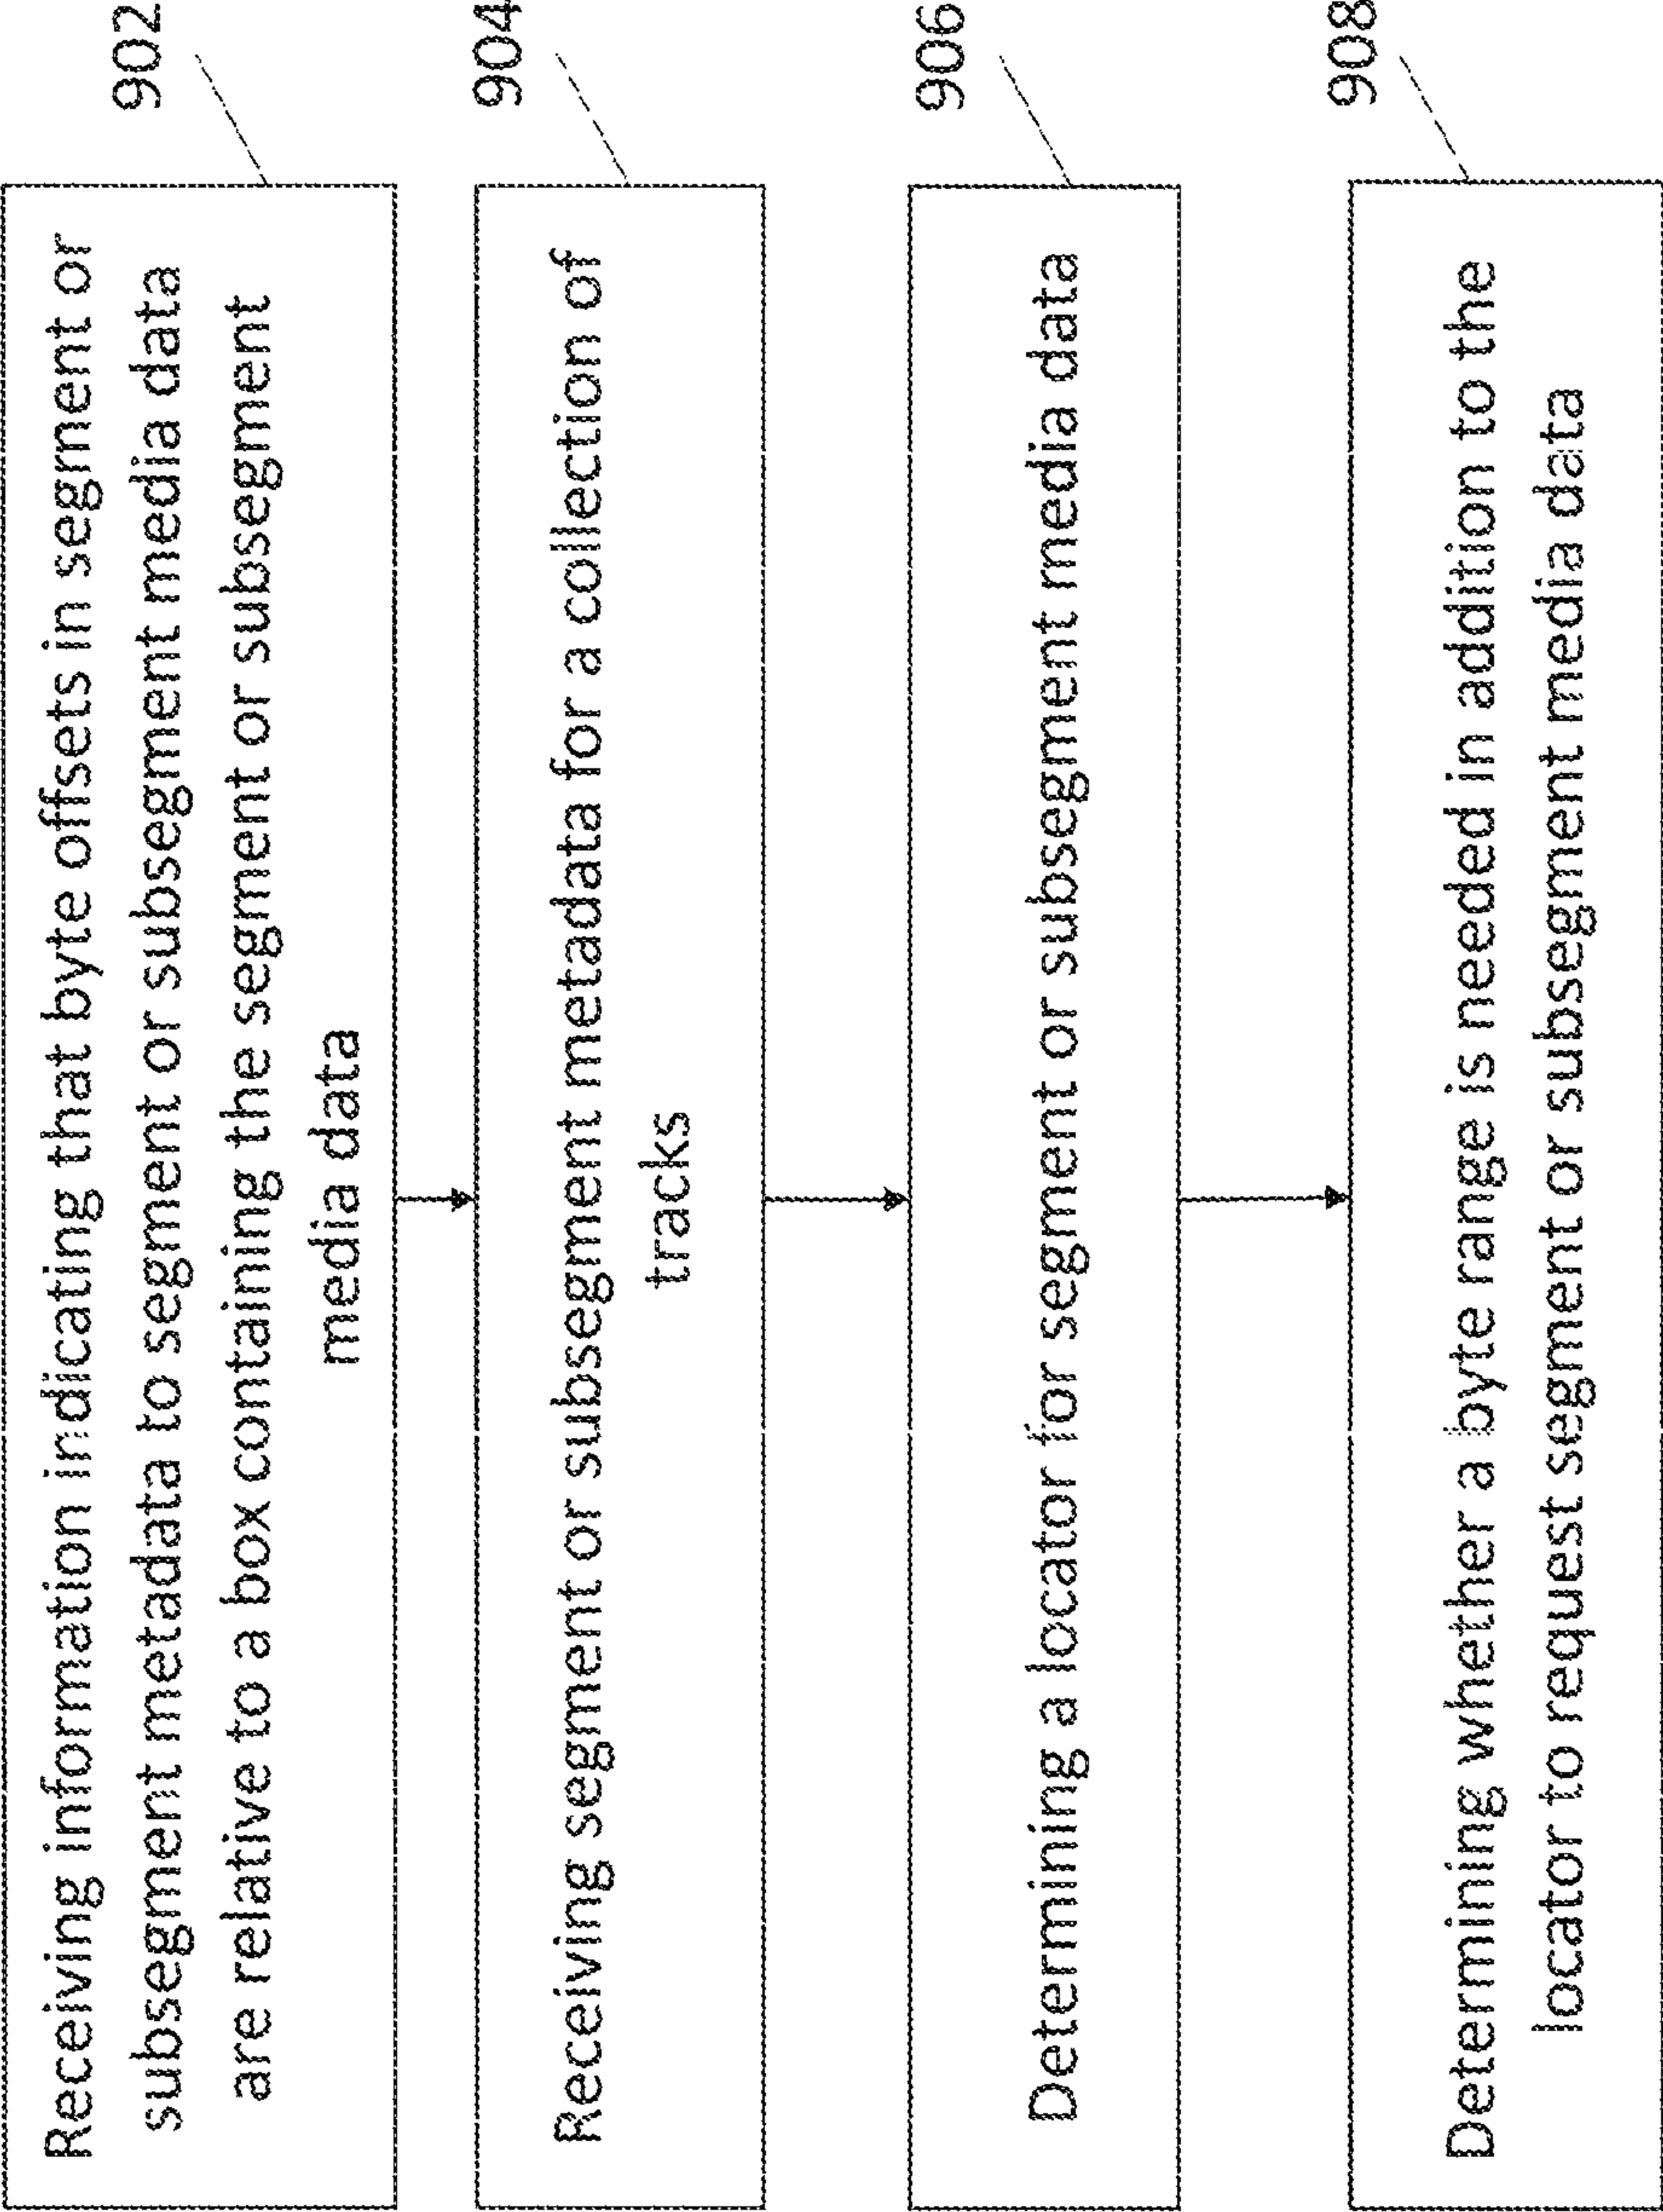 902
Receiving information indicating that byte offsets in segment or
subsegment metadata to segment or subsegment media data
are relative to a box containing the segment or subsegment
media data
904
Receiving segment or subsegment metadata for a collection of
tracks
906
Determining a locator for segment or subsegment media data
908
Determining whether a byte range is needed in addition to the
locator to request segment or subsegment media data